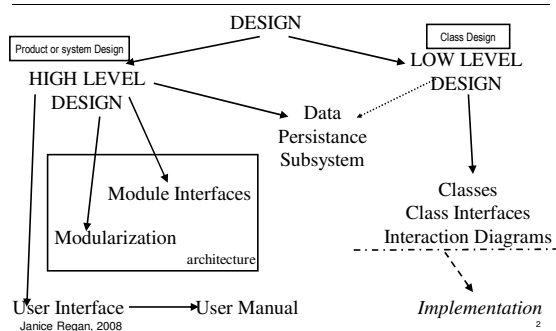 DESIGN
Product or system Design
Class Design
HIGH LEVEL
DESIGN
LOW LEVEL
DESIGN
Data
Persistance
Subsystem
Module Interfaces
Modularization
architecture
Classes
Class Interfaces
Interaction Diagrams
User Interface
User Manual
Implementation
Janice Regan, 2008
2